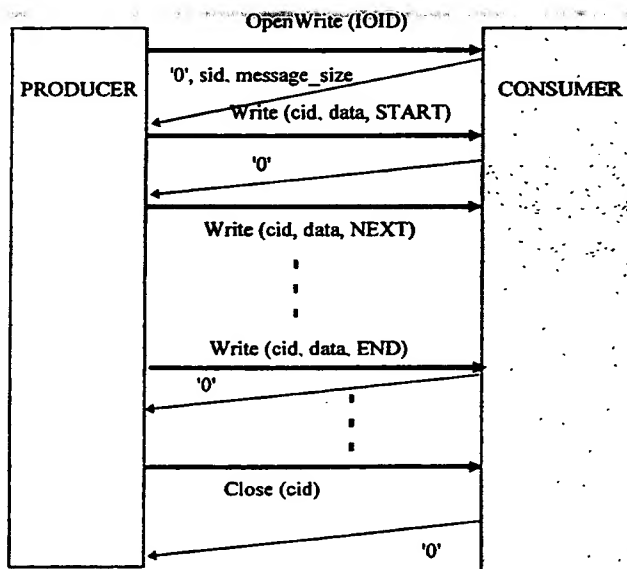 OpenWrite (IOID)
PRODUCER
CONSUMER
'0', sid, message_size
Write (cid, data, START)
'0'
Write (cid, data, NEXT)
Write (cid, data, END)
'0'
Close (cid)
'0'